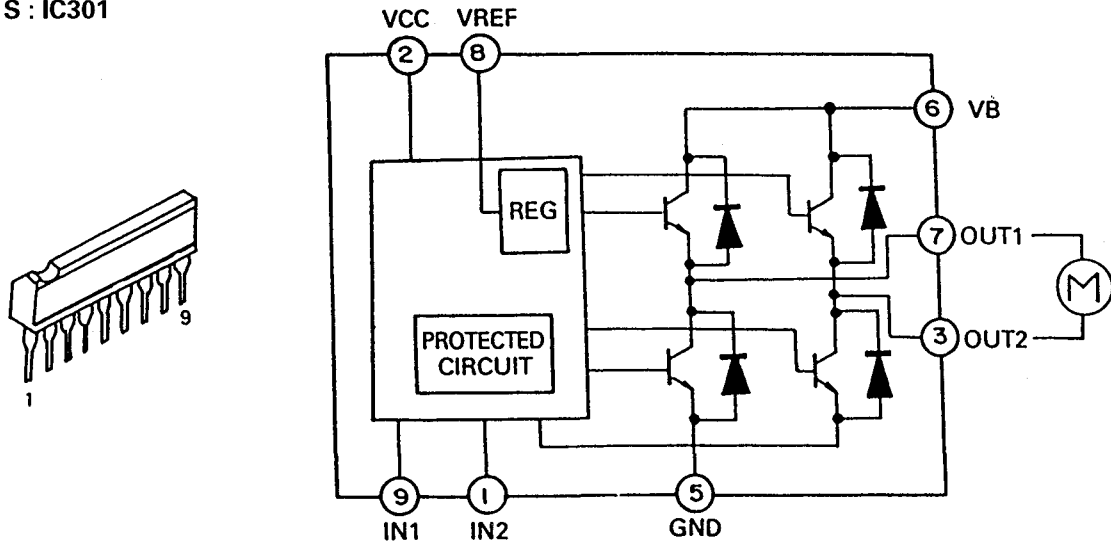 S : IC301
VCC VREF
2 8
6 VB
REG
7 OUT1
M
3 OUT2
PROTECTED
CIRCUIT
9
1
9 1 5
IN1 IN2 GND